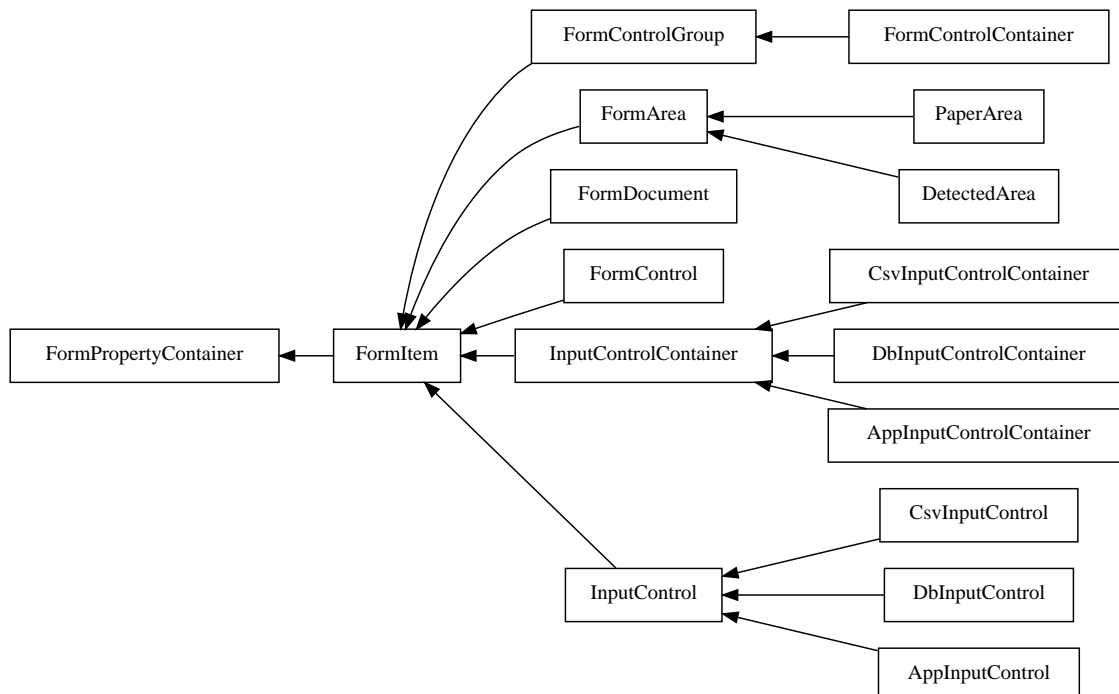 FormControlGroup
FormControlContainer
FormArea
PaperArea
FormDocument
DetectedArea
FormControl
CsvInputControlContainer
FormPropertyContainer
FormItem
InputControlContainer
DbInputControlContainer
AppInputControlContainer
CsvInputControl
InputControl
DbInputControl
AppInputControl